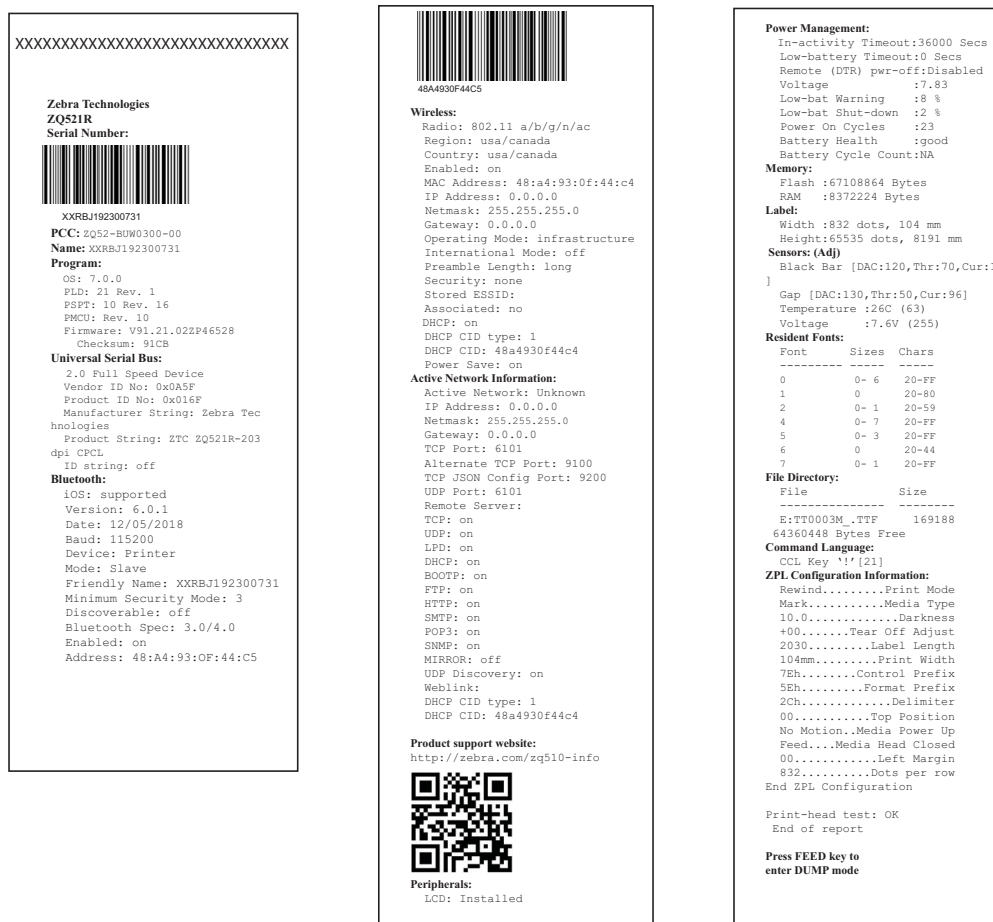 XXXXXXXXXXXXXXXXXXXXXXXXXXXXXX
Zebra Technologies
ZQ521R
Serial Number:
XXRBJ192300731
PCC: ZQ52-BUW0300-00
Name: XXRBJ192300731
Program:
OS: 7.0.0
PLD: 21 Rev. 1
PSPT: 10 Rev. 16
PMCU: Rev. 10
Firmware: V91.21.02ZP46528
Checksum: 91CB
Universal Serial Bus:
2.0 Full Speed Device
Vendor ID No: 0x0A5F
Product ID No: 0x016F
Manufacturer String: Zebra Tec
hnologies
Product String: ZTC ZQ521R-203
dpi CPCL
ID string: off
Bluetooth:
iOS: supported
Version: 6.0.1
Date: 12/05/2018
Baud: 115200
Device: Printer
Mode: Slave
Friendly Name: XXRBJ192300731
Minimum Security Mode: 3
Discoverable: off
Bluetooth Spec: 3.0/4.0
Enabled: on
Address: 48:A4:93:OF:44:C5
48A4930F44C5
Wireless:
Radio: 802.11 a/b/g/n/ac
Region: usa/canada
Country: usa/canada
Enabled: on
MAC Address: 48:a4:93:0f:44:c4
IP Address: 0.0.0.0
Netmask: 255.255.255.0
Gateway: 0.0.0.0
Operating Mode: infrastructure
International Mode: off
Preamble Length: long
Security: none
Stored ESSID:
Associated: no
DHCP: on
DHCP CID type: 1
DHCP CID: 48a4930f44c4
Power Save: on
Active Network Information:
Active Network: Unknown
IP Address: 0.0.0.0
Netmask: 255.255.255.0
Gateway: 0.0.0.0
TCP Port: 6101
Alternate TCP Port: 9100
TCP JSON Config Port: 9200
UDP Port: 6101
Remote Server:
TCP: on
UDP: on
LPD: on
DHCP: on
BOOTP: on
FTP: on
HTTP: on
SMTP: on
POP3: on
SNMP: on
MIRROR: off
UDP Discovery: on
Weblink:
DHCP CID type: 1
DHCP CID: 48a4930f44c4
Product support website:
http://zebra.com/zq510-info
Peripherals:
LCD: Installed
Power Management:
In-activity Timeout:36000 Secs
Low-battery Timeout:0 Secs
Remote (DTR) pwr-off:Disabled
Voltage :7.83
Low-bat Warning :8 %
Low-bat Shut-down :2 %
Power On Cycles :23
Battery Health :good
Battery Cycle Count:NA
Memory:
Flash :67108864 Bytes
RAM :8372224 Bytes
Label:
Width :832 dots, 104 mm
Height:65535 dots, 8191 mm
Sensors: (Adj)
Black Bar [DAC:120,Thr:70,Cur:
]
Gap [DAC:130,Thr:50,Cur:96]
Temperature :26C (63)
Voltage :7.6V (255)
Resident Fonts:
Font Sizes Chars
--------- ----- -----
0 0- 6 20-FF
1 0 20-80
2 0- 1 20-59
4 0- 7 20-FF
5 0- 3 20-FF
6 0 20-44
7 0- 1 20-FF
File Directory:
File Size
--------------- --------
E:TT0003M_.TTF 169188
64360448 Bytes Free
Command Language:
CCL Key ‘!’[21]
ZPL Configuration Information:
Rewind.........Print Mode
Mark...........Media Type
10.0.............Darkness
+00.......Tear Off Adjust
2030.........Label Length
104mm.........Print Width
7Eh........Control Prefix
5Eh.........Format Prefix
2Ch.............Delimiter
00...........Top Position
No Motion..Media Power Up
Feed....Media Head Closed
00............Left Margin
832..........Dots per row
End ZPL Configuration
Print-head test: OK
End of report
Press FEED key to
enter DUMP mode